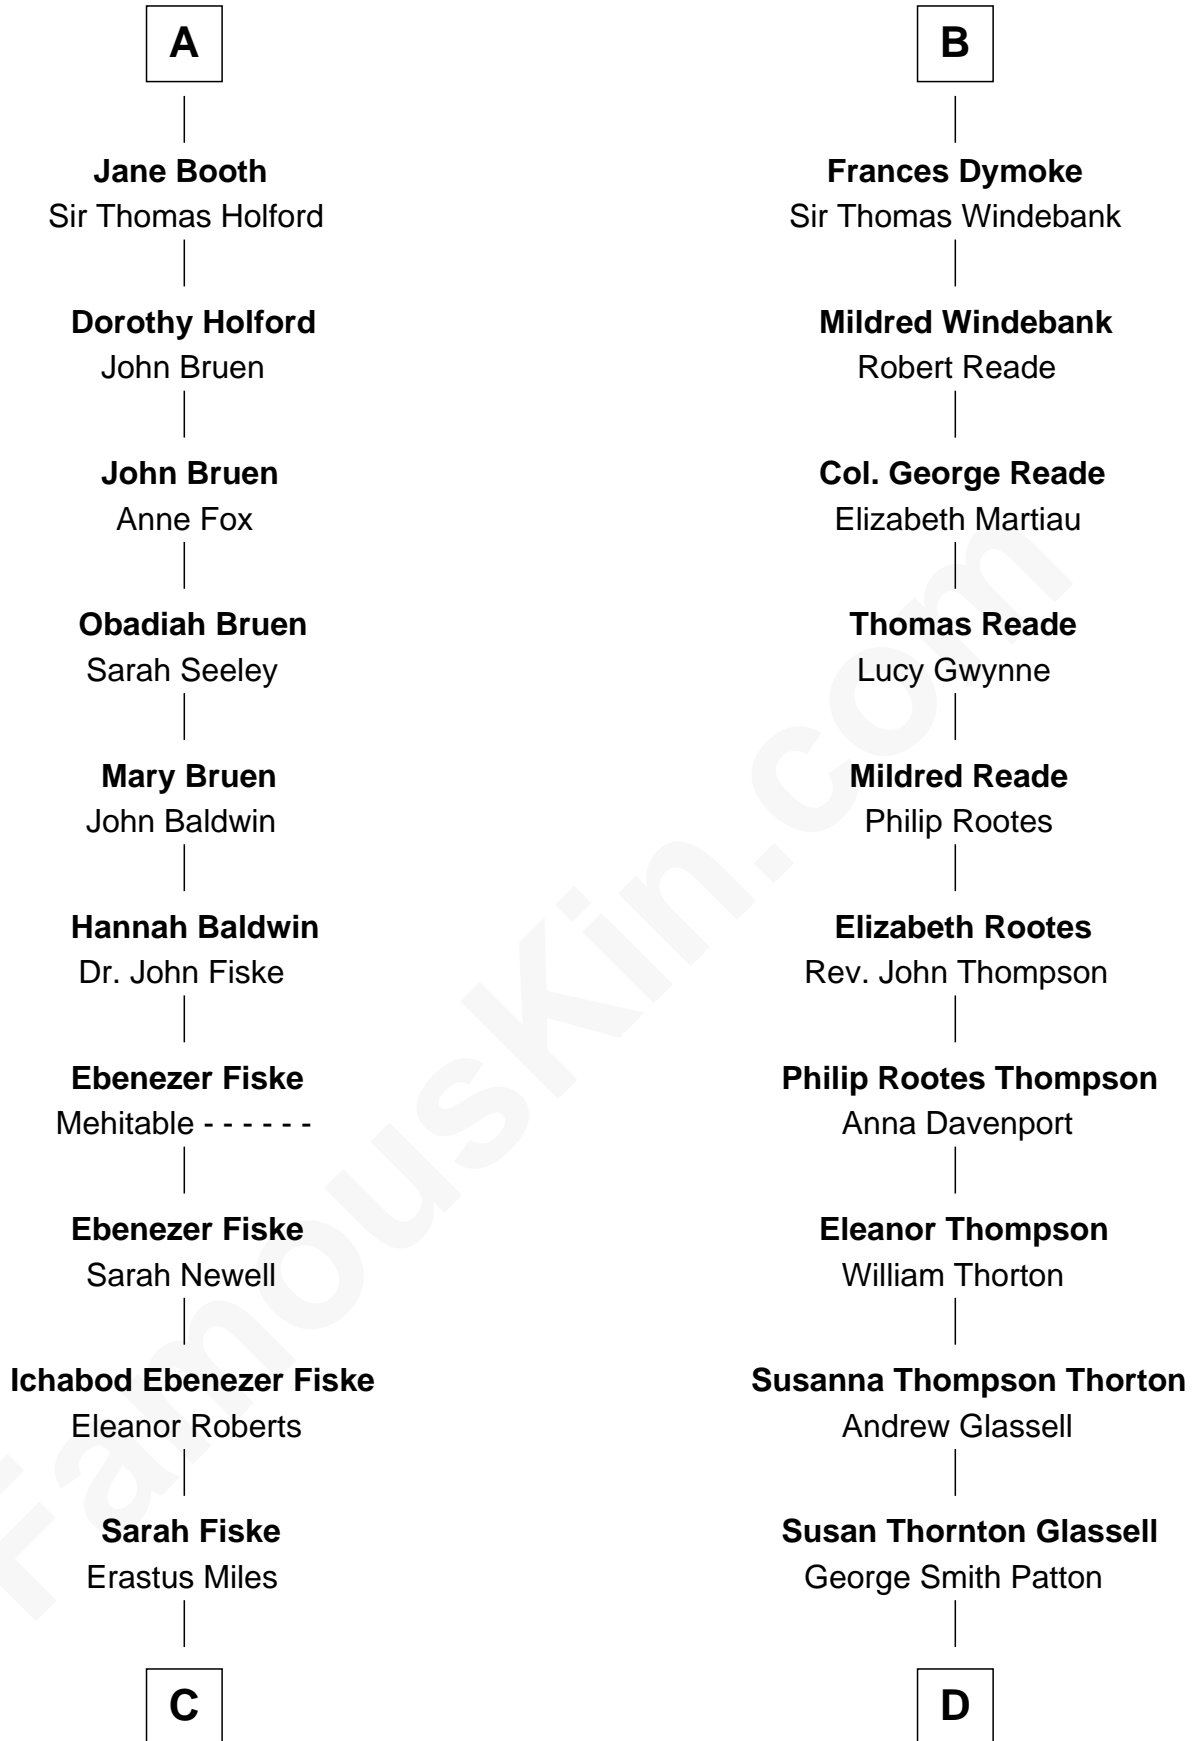 A
Jane Booth
Sir Thomas Holford
Dorothy Holford
John Bruen
John Bruen
Anne Fox
Obadiah Bruen
Sarah Seeley
Mary Bruen
John Baldwin
Hannah Baldwin
Dr. John Fiske
Ebenezer Fiske
Mehitable - - - - - -
Ebenezer Fiske
Sarah Newell
Ichabod Ebenezer Fiske
Eleanor Roberts
Sarah Fiske
Erastus Miles
C
B
Frances Dymoke
Sir Thomas Windebank
Mildred Windebank
Robert Reade
Col. George Reade
Elizabeth Martiau
Thomas Reade
Lucy Gwynne
Mildred Reade
Philip Rootes
Elizabeth Rootes
Rev. John Thompson
Philip Rootes Thompson
Anna Davenport
Eleanor Thompson
William Thorton
Susanna Thompson Thorton
Andrew Glassell
Susan Thornton Glassell
George Smith Patton
D
FamousKin.com